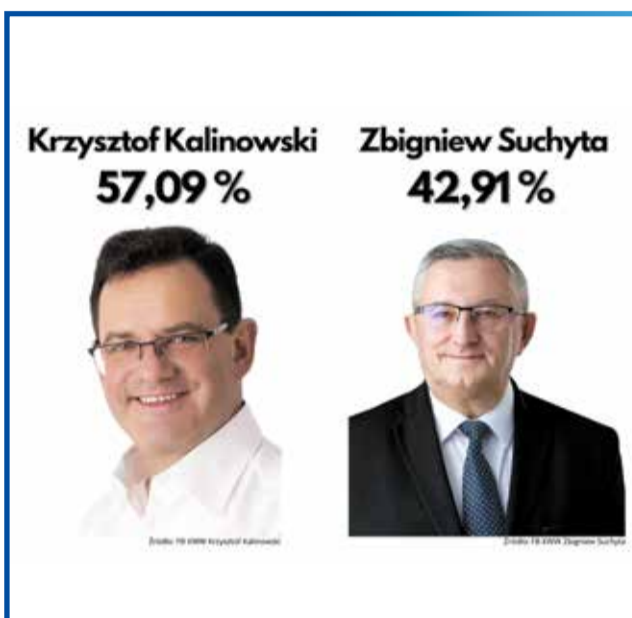 Krzysztof Kalinowski
57,09 %
Zbigniew Suchyta
42,91 %
Źródło: FB KWW Krzysztof Kalinowski
Źródło: FB KWW Zbigniew Suchyta